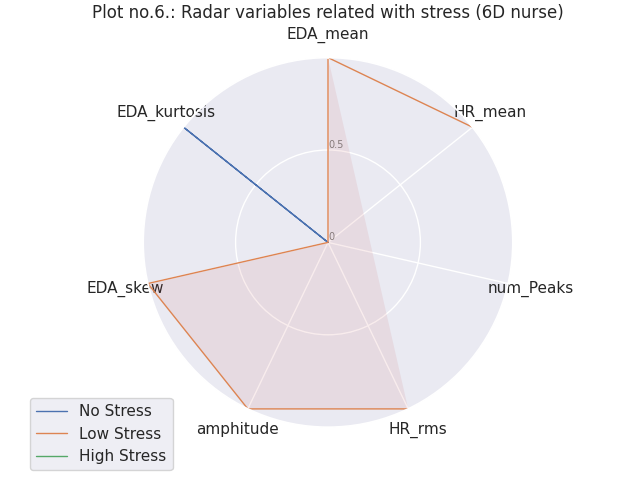 Plot no.6.: Radar variables related with stress (6D nurse)
EDA_mean
EDA_kurtosis
HR_mean
0.5
0
EDA_skew
num_Peaks
amphitude
HR_rms
No Stress
Low Stress
High Stress